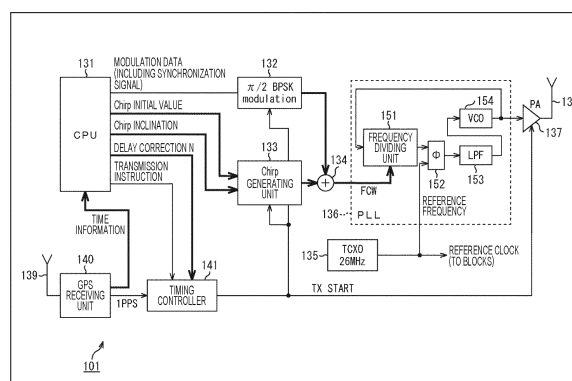 131
MODULATION DATA
(INCLUDING SYNCHRONIZATION
SIGNAL)
132
π/2 BPSK
modulation
Chirp INITIAL VALUE
Chirp INCLINATION
CPU
DELAY CORRECTION N
TRANSMISSION
INSTRUCTION
133
Chirp
GENERATING
UNIT
134
FCW
151
FREQUENCY
DIVIDING
UNIT
Φ
152
LPF
153
154
VCO
PA
137
13
136
PLL
REFERENCE
FREQUENCY
135
TCXO
26MHz
REFERENCE CLOCK
(TO BLOCKS)
TIME
INFORMATION
139
140
GPS
RECEIVING
UNIT
1PPS
141
TIMING
CONTROLLER
TX START
101